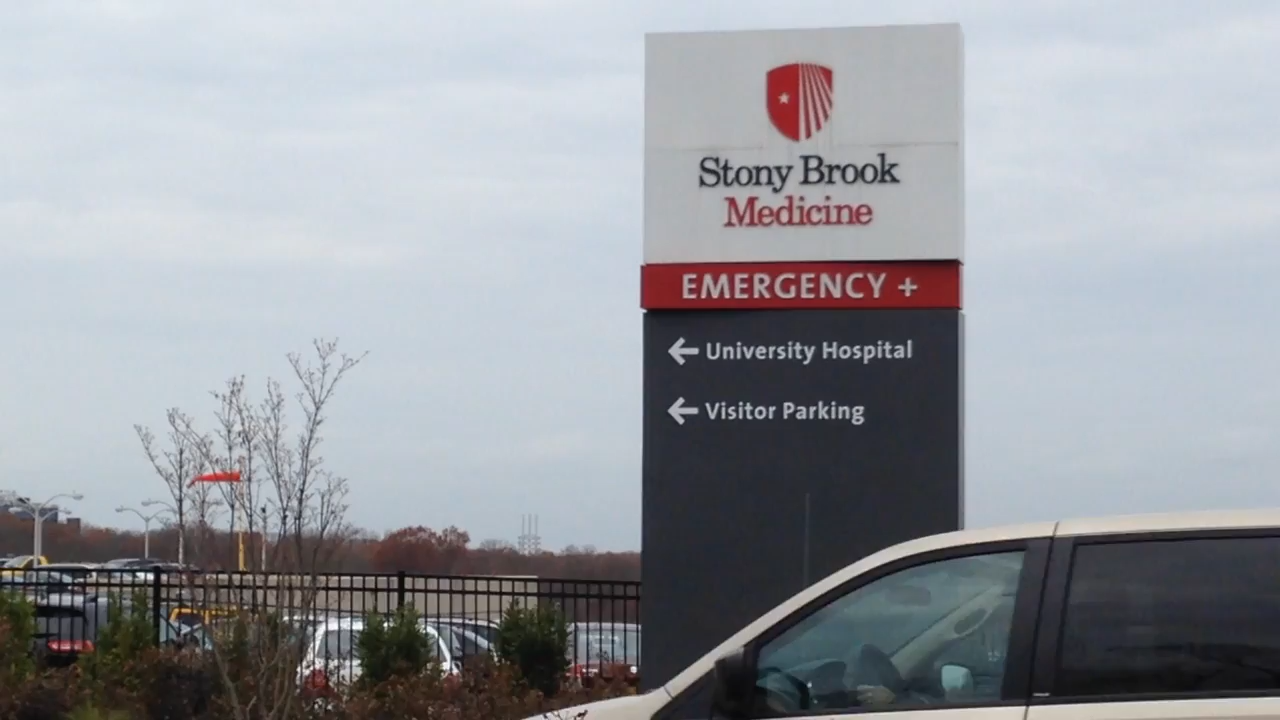 Stony Brook
Medicine
EMERGENCY +
← University Hospital
← Visitor Parking